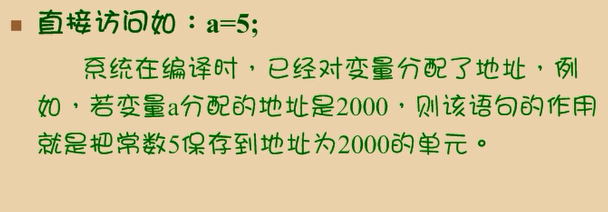 直接访问如：a=5;
系统在编译时，已经对变量分配了地址，例
如，若变量a分配的地址是2000，则该语句的作用
就是把常数5保存到地址为2000的单元。